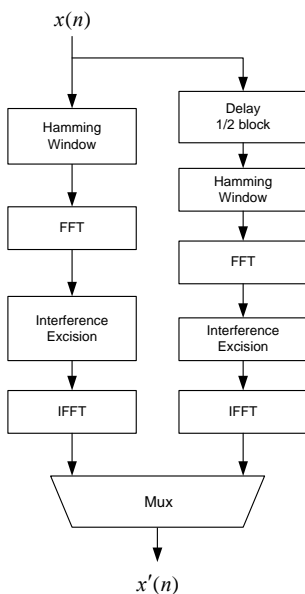 x(n)
Hamming
Window
FFT
Interference
Excision
IFFT
Delay
1/2 block
Hamming
Window
FFT
Interference
Excision
IFFT
Mux
x′(n)